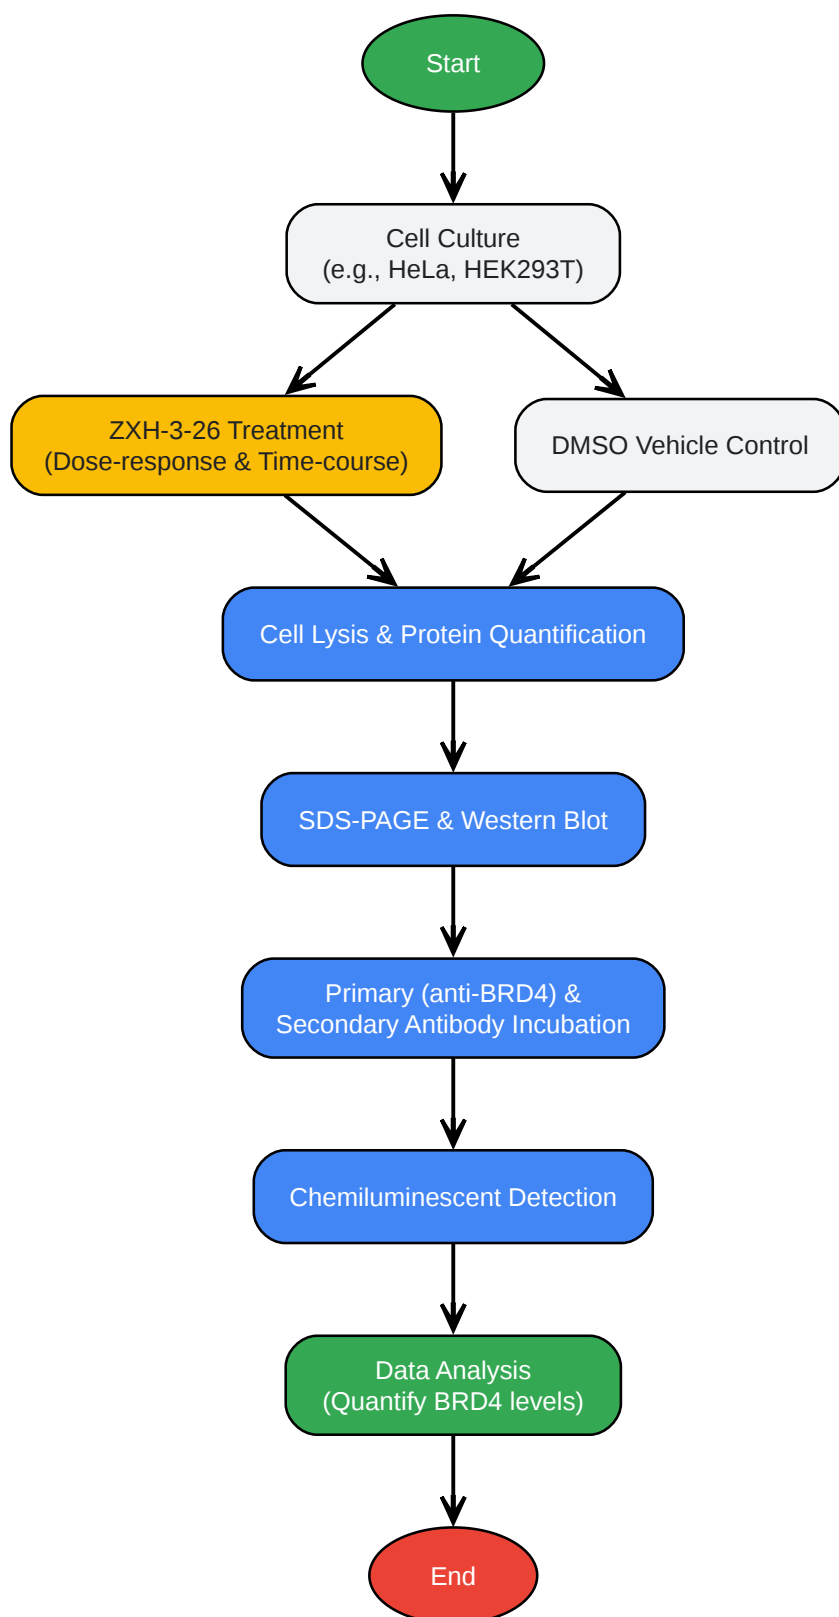 Start
Cell Culture
(e.g., HeLa, HEK293T)
ZXH-3-26 Treatment
(Dose-response & Time-course)
DMSO Vehicle Control
Cell Lysis & Protein Quantification
SDS-PAGE & Western Blot
Primary (anti-BRD4) &
Secondary Antibody Incubation
Chemiluminescent Detection
Data Analysis
(Quantify BRD4 levels)
End